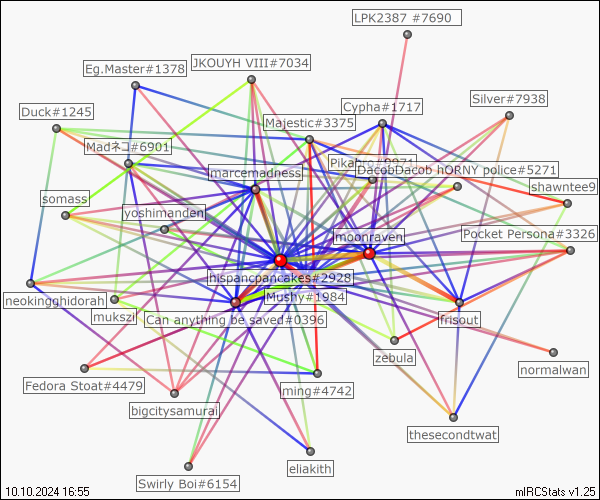 LPK2387 #7690
JKOUYH VIII#7034
Eg.Master#1378
Silver#7938
Cypha#1717
Duck#1245
Majestic#3375
Madネコ#6901
DacobDacob hORNY police#5271
marcemadness
shawntee9
somass
yoshimanden
moonraven
Pocket Persona#3326
hispancpancakes#2928
neokingghidorah
Mushy#1984
mukszi
Can anything be saved#0396
frisout
zebula
normalwan
Fedora Stoat#4479
ming#4742
bigcitysamurai
thesecondtwat
eliakith
Swirly Boi#6154
10.10.2024 16:55
mIRCStats v1.25